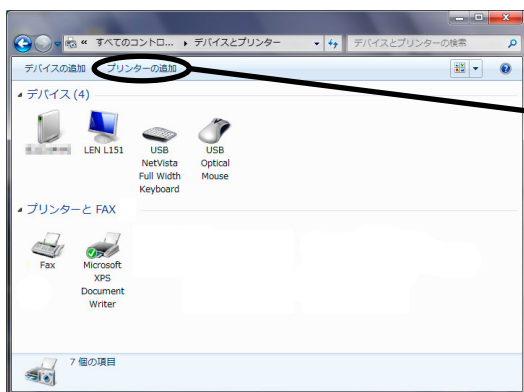 « すべてのコントロ... ▸ デバイスとプリンター
デバイスとプリンターの検索
デバイスの追加 プリンターの追加
デバイス (4)
LEN L151
USB
NetVista
Full Width
Keyboard
USB
Optical
Mouse
プリンターと FAX
Fax
Microsoft
XPS
Document
Writer
7 個の項目